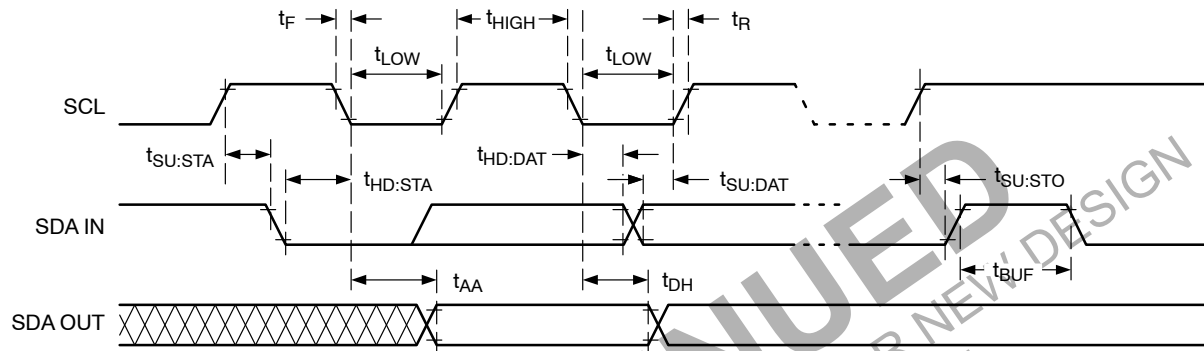 tF tHIGH tR
tLOW tLOW
SCL
tSU:STA tHD:DAT
tHD:STA tSU:DAT tSU:STO
SDA IN
tBUF
tAA tDH
SDA OUT
NUED
R NEW DESIGN